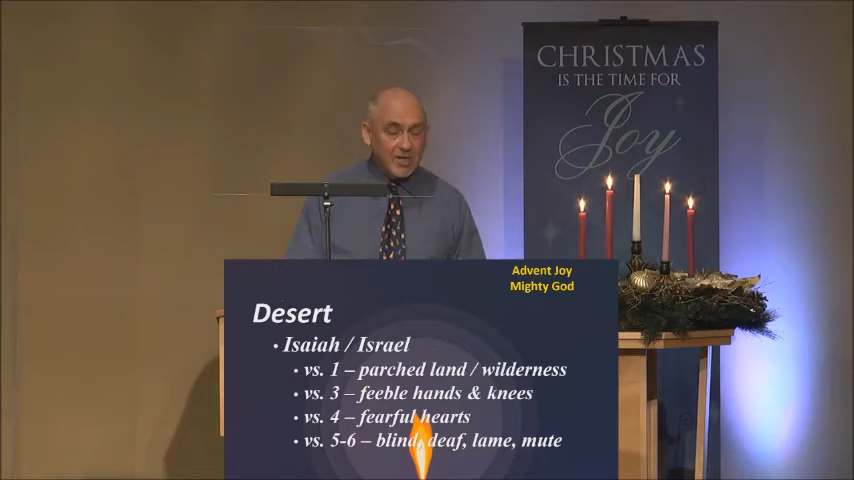 CHRISTMAS
IS THE TIME FOR
Joy
Advent Joy
Mighty God
Desert
• Isaiah / Israel
• vs. 1 – parched land / wilderness
• vs. 3 – feeble hands & knees
• vs. 4 – fearful hearts
• vs. 5-6 – blind, deaf, lame, mute